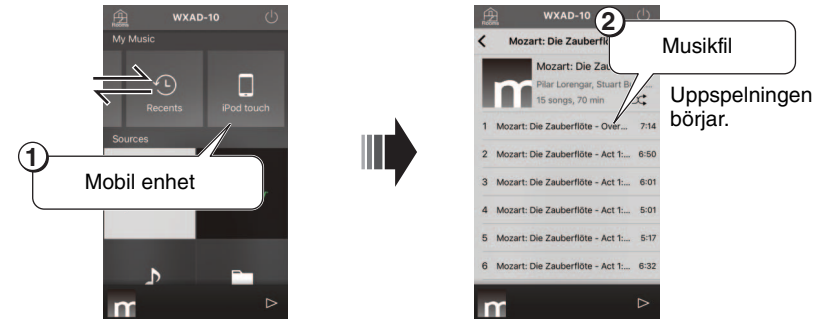 WXAD-10
ROOMS
My Music
Recents
iPod touch
Sources
1
Mobil enhet
WXAD-10
ROOMS
2
Musikfil
Mozart: Die Zauberfl
Mozart: Die Zau
Pilar Lorengar, Stuart B
15 songs, 70 min
Uppspelningen
börjar.
1 Mozart: Die Zauberflöte - Over... 7:14
2 Mozart: Die Zauberflöte - Act 1:... 6:50
3 Mozart: Die Zauberflöte - Act 1:... 6:01
4 Mozart: Die Zauberflöte - Act 1:... 5:01
5 Mozart: Die Zauberflöte - Act 1:... 5:17
6 Mozart: Die Zauberflöte - Act 1:... 6:32